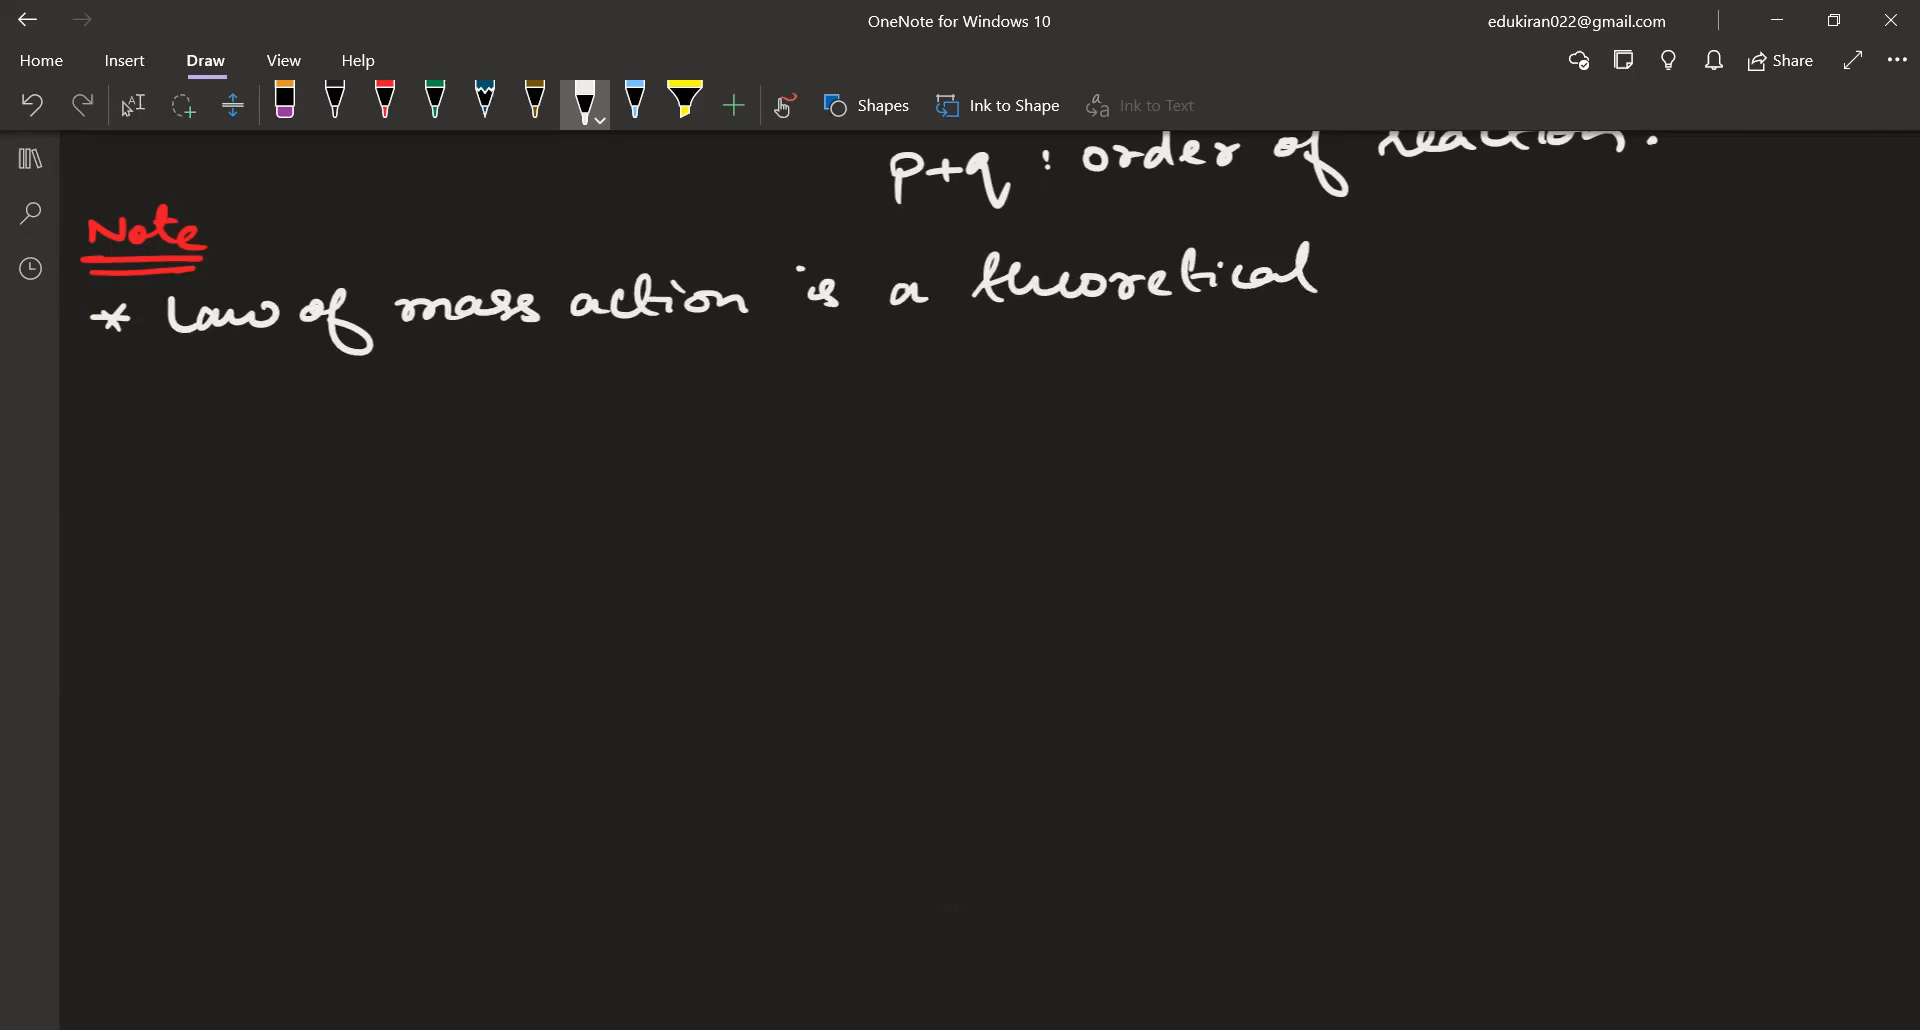 OneNote for Windows 10
edukiran022@gmail.com
Home Insert Draw View Help
Share
Shapes Ink to Shape Ink to Text
p+q : order of reaction.
Note
* Law of mass action is a theoretical